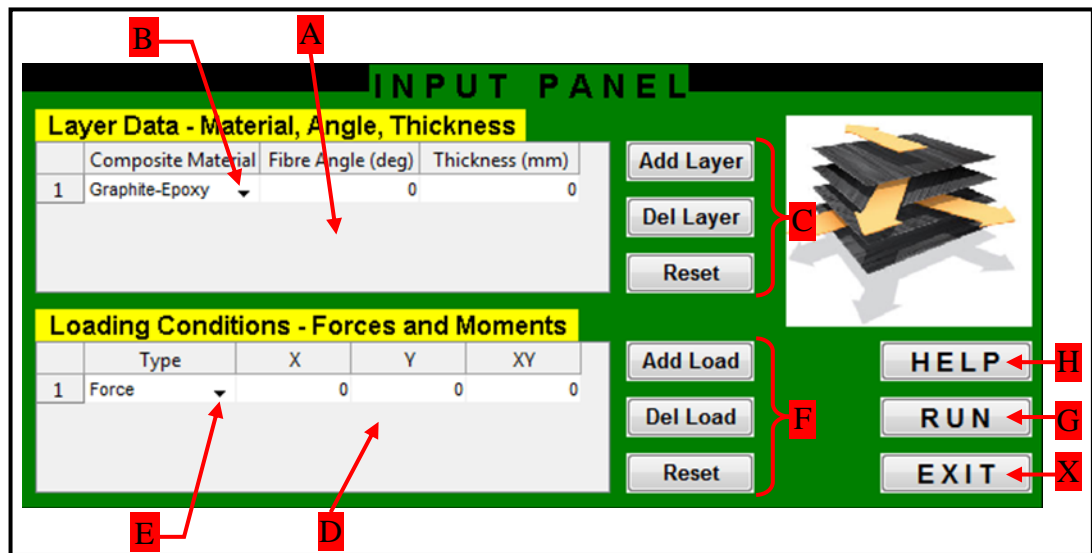 B
A
INPUT PANEL
Layer Data - Material, Angle, Thickness
Composite Material Fibre Angle (deg) Thickness (mm)
1 Graphite-Epoxy 0 0
Add Layer
Del Layer
Reset
C
Loading Conditions - Forces and Moments
Type X Y XY
1 Force 0 0 0
Add Load
Del Load
Reset
F
HELP H
RUN G
EXIT X
E
D